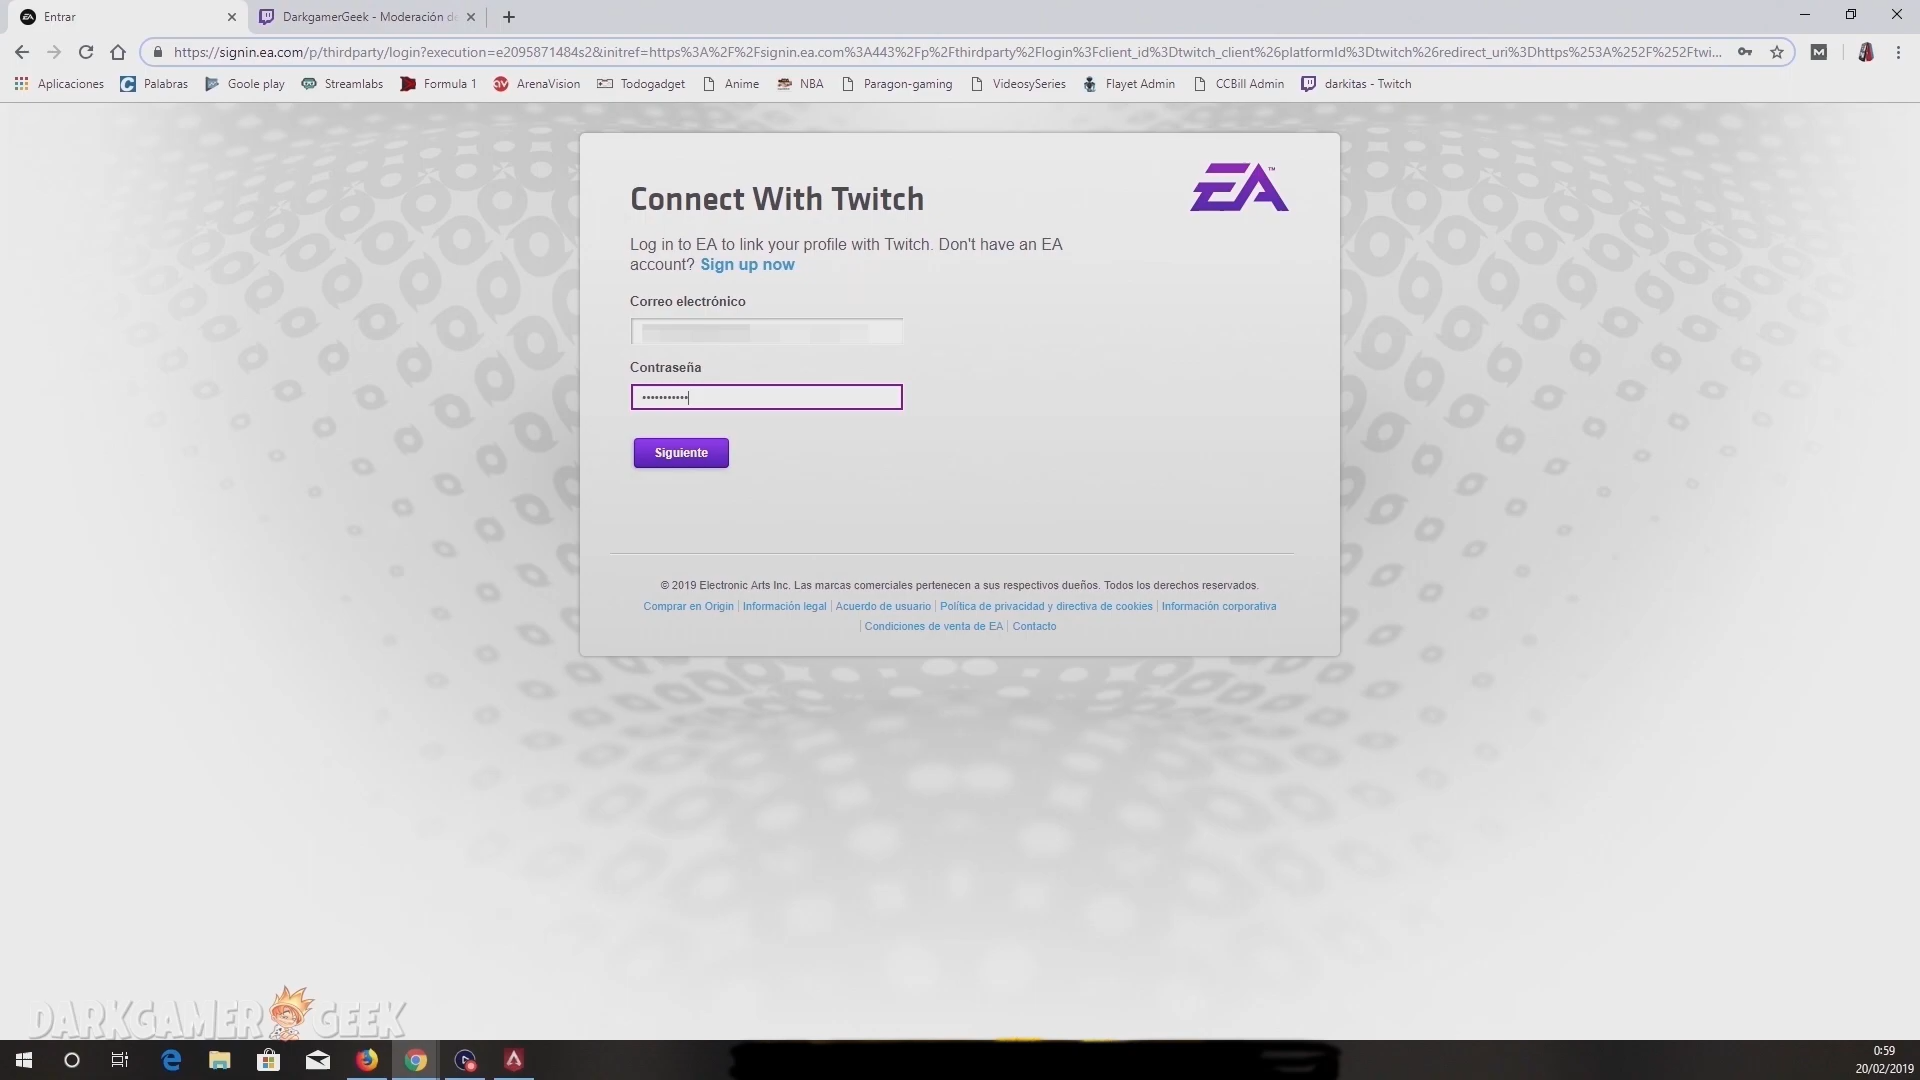 Entrar
DarkgamerGeek - Moderación de
https://signin.ea.com/p/thirdparty/login?execution=e2095871484s2&initref=https%3A%2F%2Fsignin.ea.com%3A443%2Fp%2Fthirdparty%2Flogin%3Fclient_id%3Dtwitch_client%26platformId%3Dtwitch%26redirect_uri%3Dhttps%253A%252F%252Ftwi...
M
Aplicaciones Palabras Goole play Streamlabs Formula 1 ArenaVision Todogadget Anime NBA Paragon-gaming VideosySeries Flayet Admin CCBill Admin darkitas - Twitch
EA™
Connect With Twitch
Log in to EA to link your profile with Twitch. Don't have an EA
account? Sign up now
Correo electrónico
Contraseña
•••••••••••
Siguiente
© 2019 Electronic Arts Inc. Las marcas comerciales pertenecen a sus respectivos dueños. Todos los derechos reservados.
Comprar en Origin | Información legal | Acuerdo de usuario | Política de privacidad y directiva de cookies | Información corporativa
| Condiciones de venta de EA | Contacto
DARKGAMER GEEK
0:59
20/02/2019